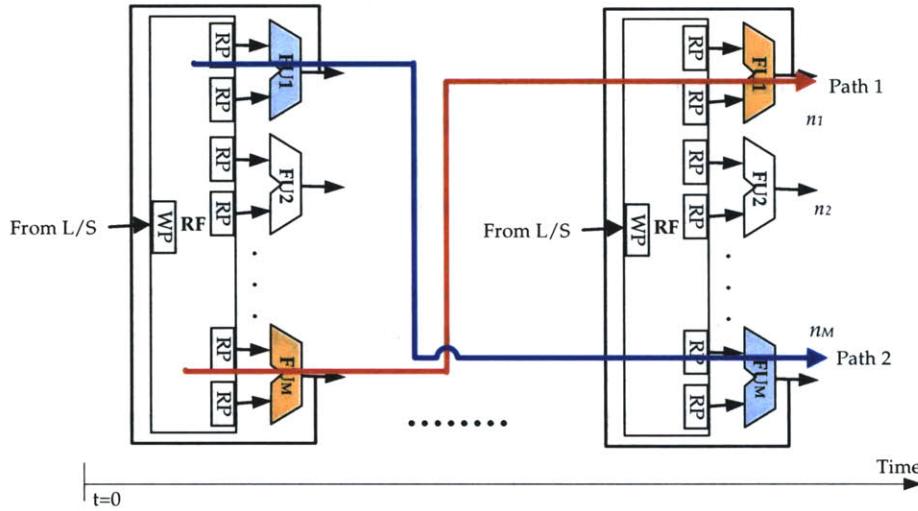 RP
RP
FU1
RP
RP
FU2
From L/S
WP
RF
RP
RP
FUM
RP
RP
FU1
Path 1
n1
RP
RP
FU2
n2
From L/S
WP
RF
nM
RP
RP
FUM
Path 2
Time
t=0